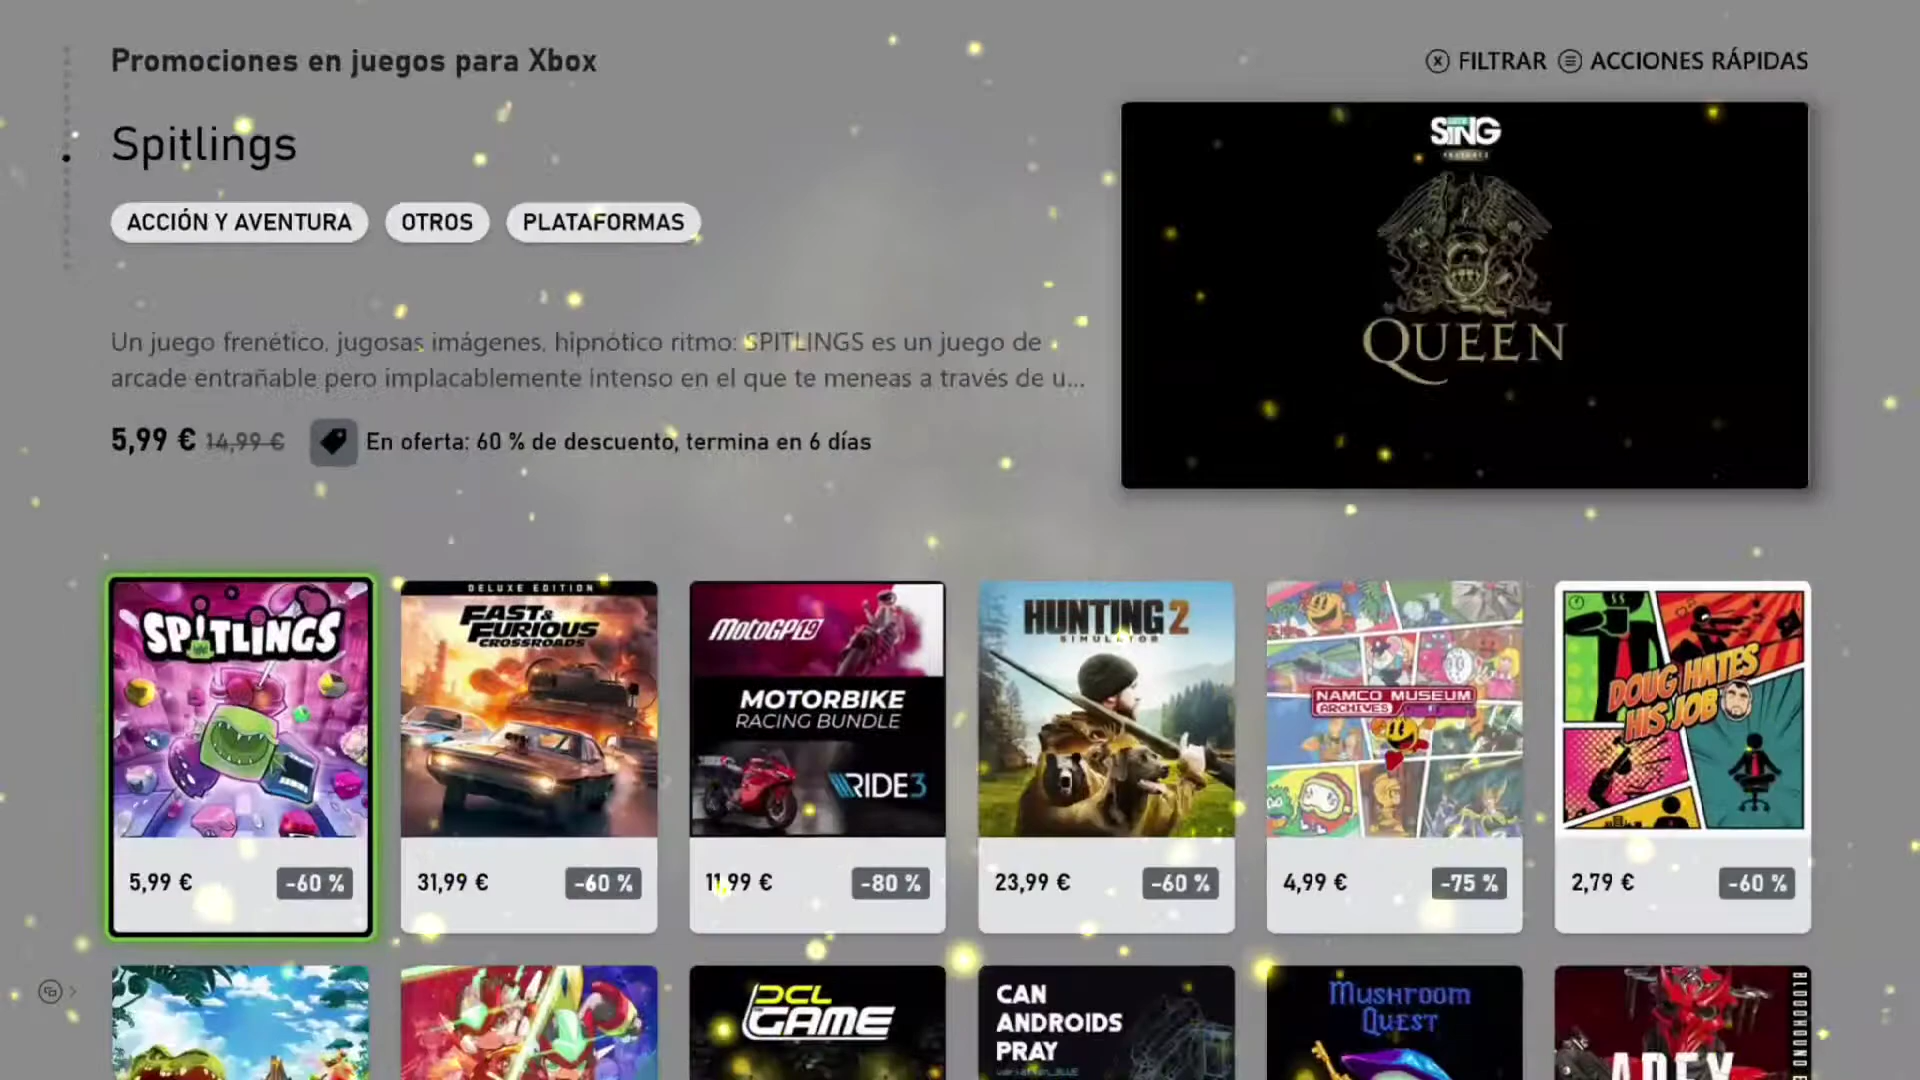 Promociones en juegos para Xbox
FILTRAR
ACCIONES RÁPIDAS
Spitlings
ACCIÓN Y AVENTURA
OTROS
PLATAFORMAS
Un juego frenético, jugosas imágenes, hipnótico ritmo: SPITLINGS es un juego de
arcade entrañable pero implacablemente intenso en el que te meneas a través de u...
5,99 € 14,99 €
En oferta: 60 % de descuento, termina en 6 días
SING
QUEEN
SPITLINGS
5,99 €
-60 %
DELUXE EDITION
FAST &
FURIOUS
CROSSROADS
31,99 €
-60 %
MotoGP19
MOTORBIKE
RACING BUNDLE
RIDE 3
11,99 €
-80 %
HUNTING 2
SIMULATOR
23,99 €
-60 %
NAMCO MUSEUM
ARCHIVES
4,99 €
-75 %
DOUG HATES
HIS JOB
2,79 €
-60 %
DCL
GAME
CAN
ANDROIDS
PRAY
MUSHROOM
QUEST
APEX